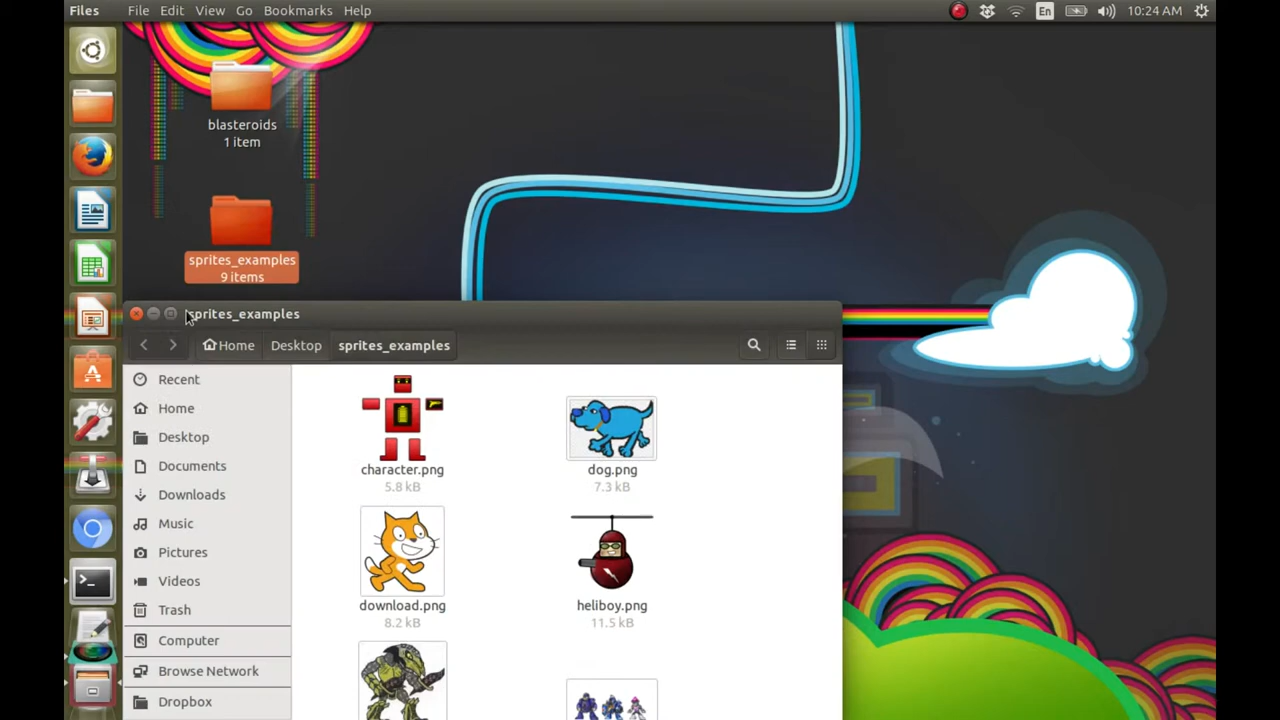 Files File Edit View Go Bookmarks Help En 10:24 AM
blasteroids
1 item
sprites_examples
9 items
sprites_examples
Home Desktop sprites_examples
Recent
Home
Desktop
Documents
Downloads
Music
Pictures
Videos
Trash
Computer
Browse Network
Dropbox
character.png
5.8 kB
dog.png
7.3 kB
download.png
8.2 kB
heliboy.png
11.5 kB